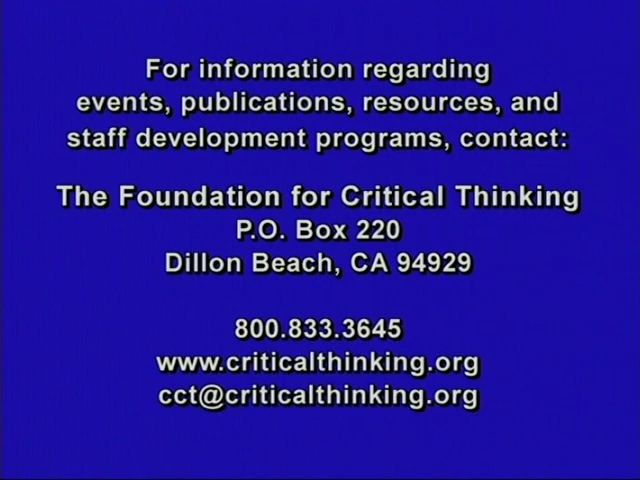 For information regarding
events, publications, resources, and
staff development programs, contact:
The Foundation for Critical Thinking
P.O. Box 220
Dillon Beach, CA 94929
800.833.3645
www.criticalthinking.org
cct@criticalthinking.org